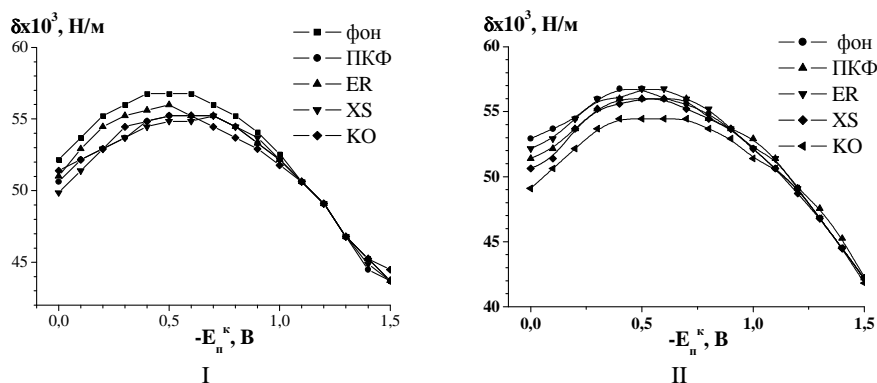 δx10³, Н/м
60
55
50
45
0,0 0,5 1,0 1,5
-Eₙᴷ, В
фон
ПКФ
ER
XS
KO
I
δx10³, Н/м
60
55
50
45
40
0,0 0,5 1,0 1,5
-Eₙᴷ, В
фон
ПКФ
ER
XS
KO
II